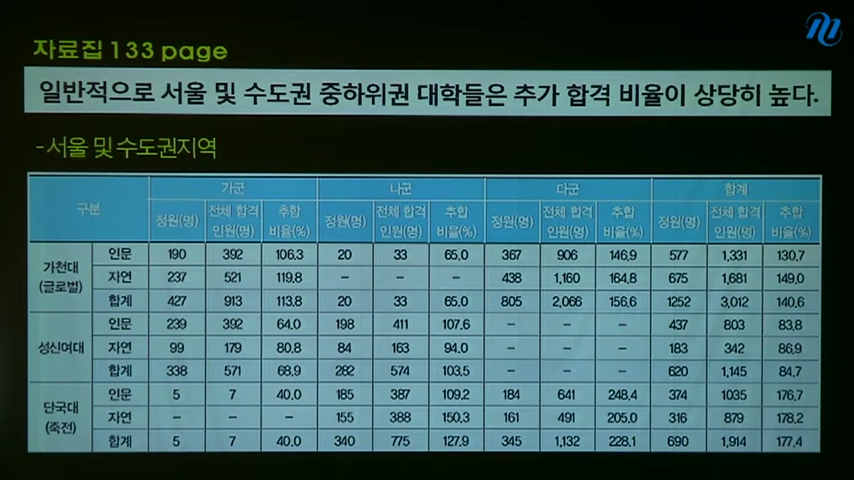 자료집 133 page
일반적으로 서울 및 수도권 중하위권 대학들은 추가 합격 비율이 상당히 높다.
- 서울 및 수도권지역
구분 가군 나군 다군 합계
정원(명) 전체 합격 인원(명) 추합 비율(%) 정원(명) 전체 합격 인원(명) 추합 비율(%) 정원(명) 전체 합격 인원(명) 추합 비율(%) 정원(명) 전체 합격 인원(명) 추합 비율(%)
가천대 (글로벌) 인문 190 392 106.3 20 33 65.0 367 906 146.9 577 1,331 130.7
자연 237 521 119.8 – – – 438 1,160 164.8 675 1,681 149.0
합계 427 913 113.8 20 33 65.0 805 2,066 156.6 1252 3,012 140.6
성신여대 인문 239 392 64.0 198 411 107.6 – – – 437 803 83.8
자연 99 179 80.8 84 163 94.0 – – – 183 342 86.9
합계 338 571 68.9 282 574 103.5 – – – 620 1,145 84.7
단국대 (죽전) 인문 5 7 40.0 185 387 109.2 184 641 248.4 374 1035 176.7
자연 – – – 155 388 150.3 161 491 205.0 316 879 178.2
합계 5 7 40.0 340 775 127.9 345 1,132 228.1 690 1,914 177.4